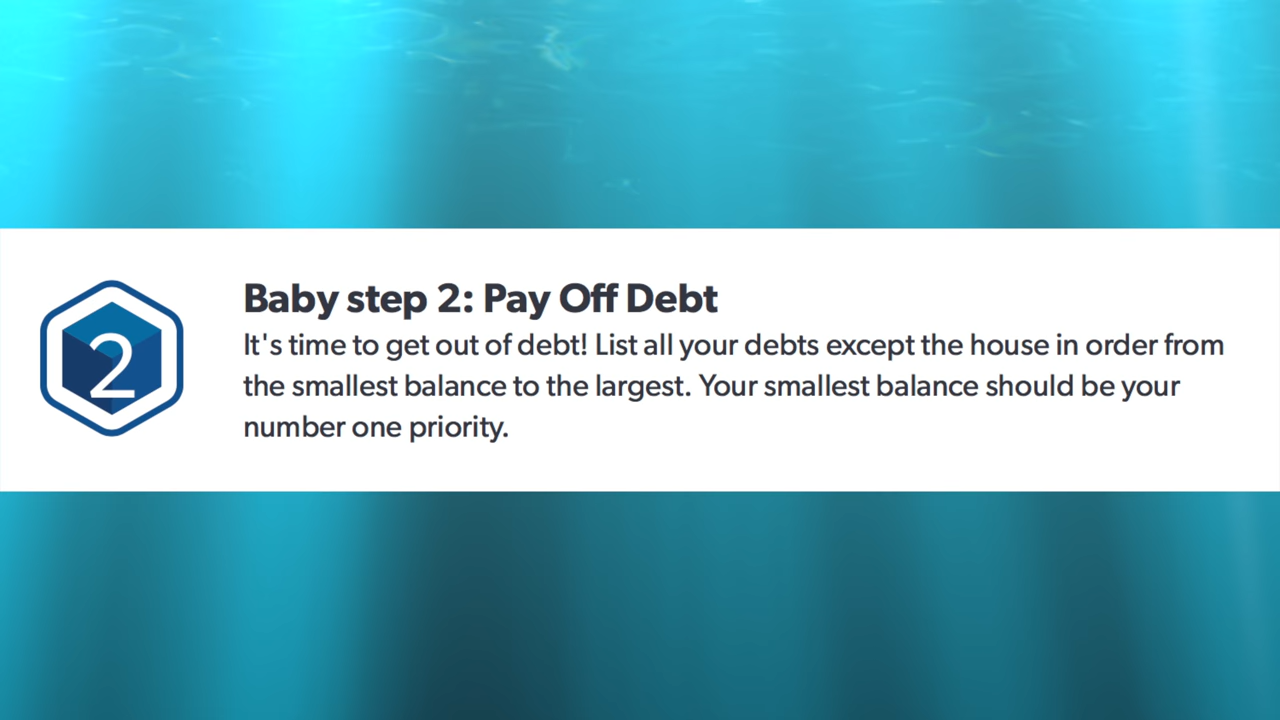 2
Baby step 2: Pay Off Debt
It's time to get out of debt! List all your debts except the house in order from
the smallest balance to the largest. Your smallest balance should be your
number one priority.